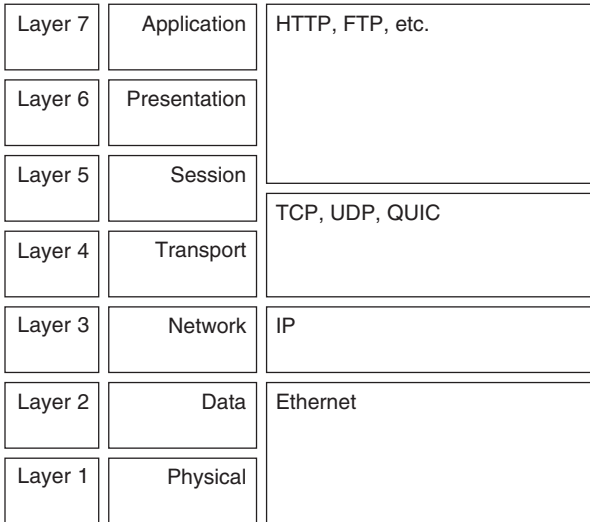 Layer 7 Application HTTP, FTP, etc.
Layer 6 Presentation
Layer 5 Session
TCP, UDP, QUIC
Layer 4 Transport
Layer 3 Network IP
Layer 2 Data Ethernet
Layer 1 Physical